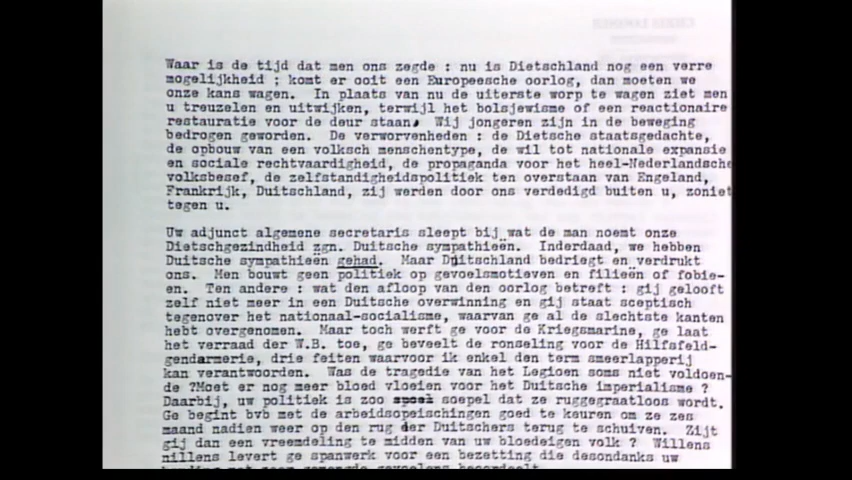 Waar is de tijd dat men ons zegde : nu is Dietschland nog een verre
mogelijkheid ; komt er ooit een Europeesche oorlog, dan moeten we
onze kans wagen. In plaats van nu de uiterste worp te wagen ziet men
u treuzelen en uitwijken, terwijl het bolsjewisme of een reactionaire
restauratie voor de deur staan. Wij jongeren zijn in de beweging
bedrogen geworden. De verworvenheden : de Dietsche staatsgedachte,
de opbouw van een volksch menschentype, de wil tot nationale expansie
en sociale rechtvaardigheid, de propaganda voor het heel-Nederlandsche
volksbesef, de zelfstandigheidspolitiek ten overstaan van Engeland,
Frankrijk, Duitschland, zij werden door ons verdedigd buiten u, zoniet
tegen u.
Uw adjunct algemene secretaris sleept bij wat de man noemt onze
Dietschgezindheid zgn. Duitsche sympathieën. Inderdaad, we hebben
Duitsche sympathieën gehad. Maar Duitschland bedriegt en verdrukt
ons. Men bouwt geen politiek op gevoelsmotieven en filieën of fobie-
en. Ten andere : wat den afloop van den oorlog betreft : gij gelooft
zelf niet meer in een Duitsche overwinning en gij staat sceptisch
tegenover het nationaal-socialisme, waarvan ge al de slechtste kanten
hebt overgenomen. Maar toch werft ge voor de Kriegsmarine, ge laat
het verraad der W.B. toe, ge beveelt de ronseling voor de Hilfsfeld-
gendarmerie, drie feiten waarvoor ik enkel den term smeerlapperij
kan verantwoorden. Was de tragedie van het Legioen soms niet voldoen-
de ?Moet er nog meer bloed vloeien voor het Duitsche imperialisme ?
Daarbij, uw politiek is zoo soepel dat ze ruggegraatloos wordt.
Ge begint bvb met de arbeidsopeischingen goed te keuren om ze zes
maand nadien weer op den rug der Duitschers terug te schuiven. Zijt
gij dan een vreemdeling te midden van uw bloedeigen volk ? Willens
nillens levert ge spanwerk voor een bezetting die desondanks uw